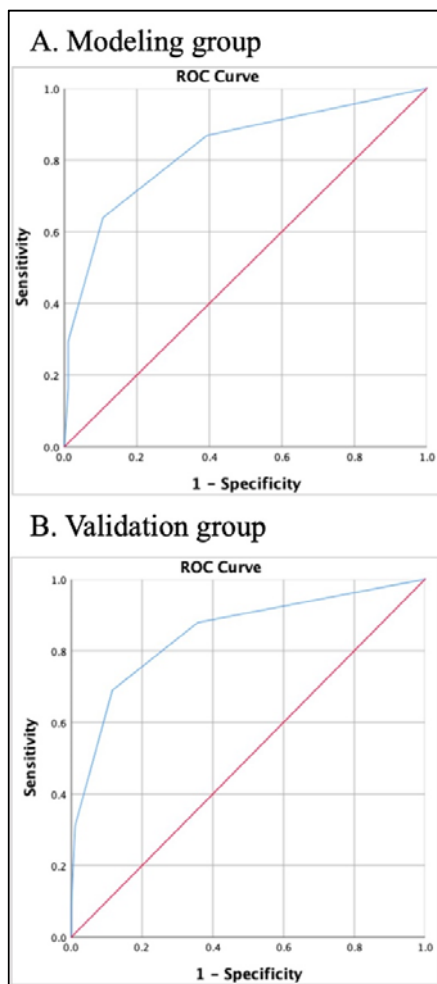 A. Modeling group
ROC Curve
1.0
0.8
0.6
0.4
0.2
0.0
Sensitivity
0.0 0.2 0.4 0.6 0.8 1.0
1 - Specificity
B. Validation group
ROC Curve
1.0
0.8
0.6
0.4
0.2
0.0
Sensitivity
0.0 0.2 0.4 0.6 0.8 1.0
1 - Specificity